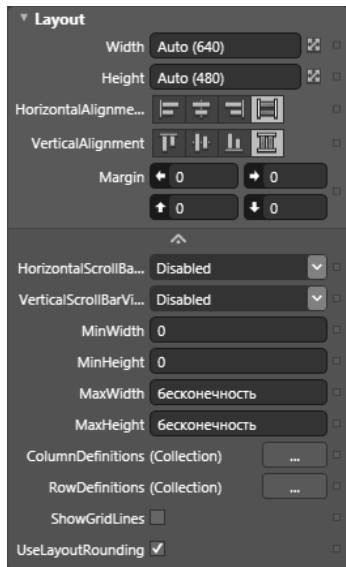 Layout
Width Auto (640)
Height Auto (480)
HorizontalAlignme...
VerticalAlignment
Margin 0 0
0 0
HorizontalScrollBa... Disabled
VerticalScrollBarVi... Disabled
MinWidth 0
MinHeight 0
MaxWidth бесконечность
MaxHeight бесконечность
ColumnDefinitions (Collection) ...
RowDefinitions (Collection) ...
ShowGridLines
UseLayoutRounding